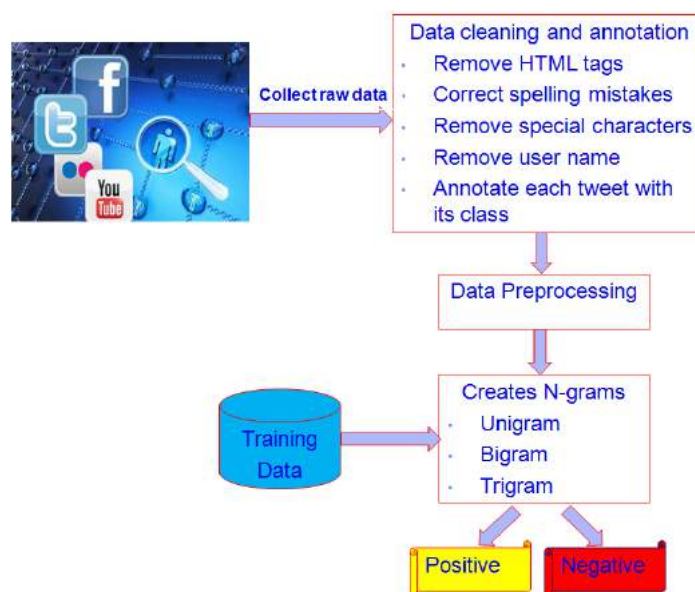 Data cleaning and annotation
Remove HTML tags
Correct spelling mistakes
Remove special characters
Remove user name
Annotate each tweet with
its class
Collect raw data
f
t
You
Tube
Data Preprocessing
Creates N-grams
Unigram
Bigram
Trigram
Training
Data
Positive
Negative